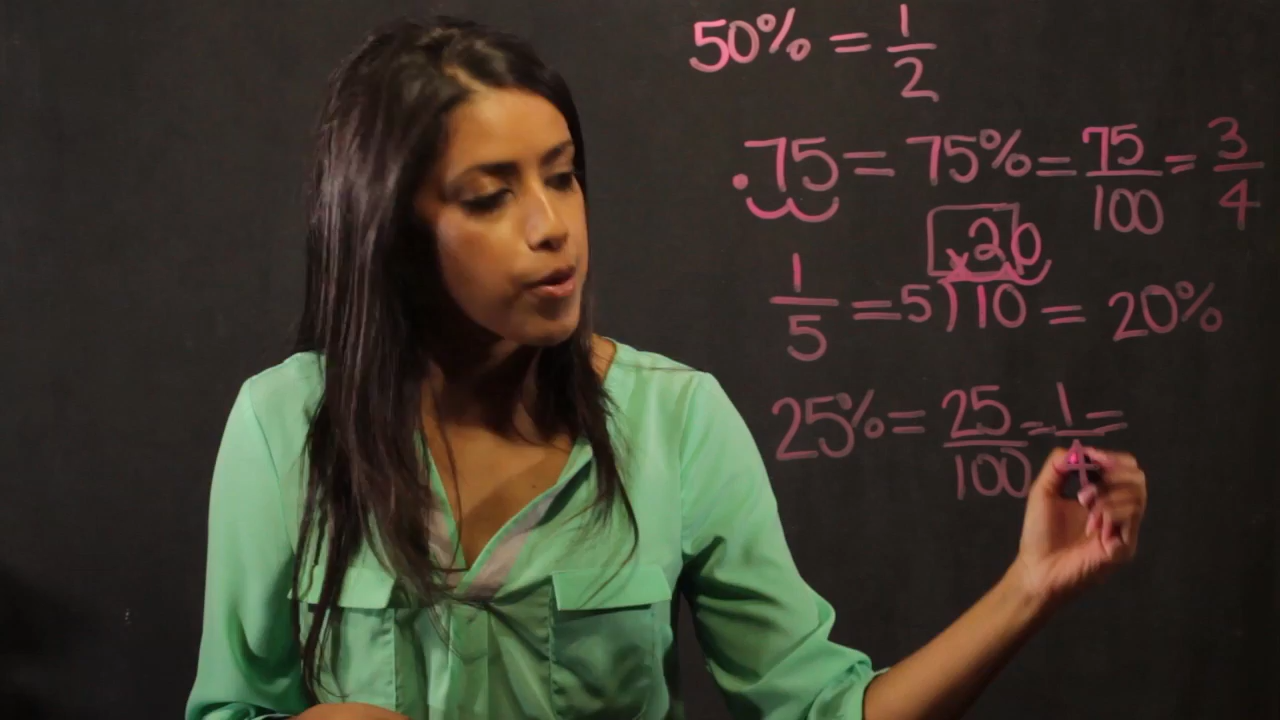 50% = 1/2
.75 = 75% = 75/100 = 3/4
.20
1/5 = 5)10 = 20%
25% = 25/100 = 1/4 =